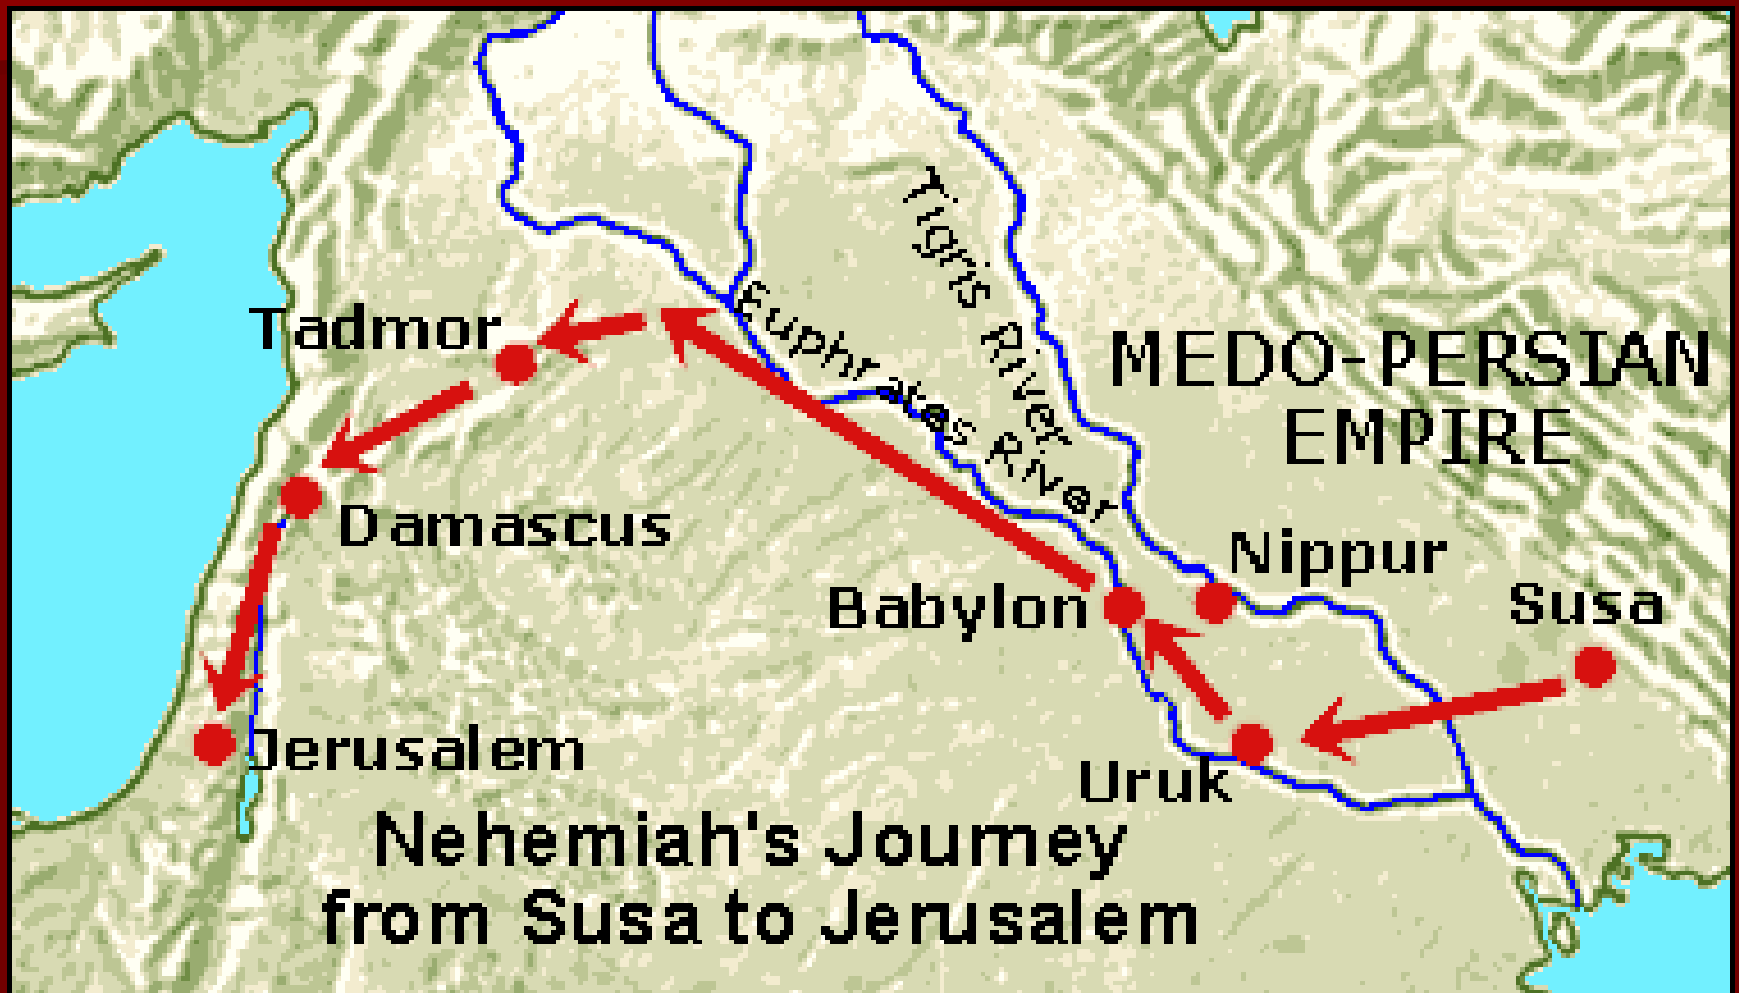 Tigris River
Euphrates River
Tadmor
MEDO-PERSIAN
EMPIRE
Damascus
Nippur
Babylon
Susa
Jerusalem
Uruk
Nehemiah's Journey
from Susa to Jerusalem